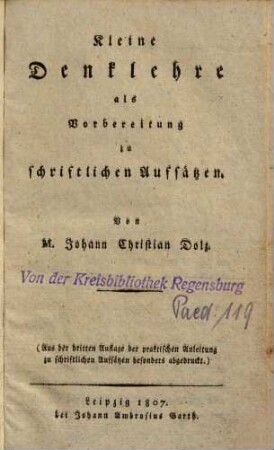 Kleine
Denklehre
als
Vorbereitung
zu
schriftlichen Aufsätzen.
Von
M. Johann Christian Dolz.
Von der Kreisbibliothek Regensburg
Paed. 119
(Aus der dritten Auflage der praktischen Anleitung
zu schriftlichen Aufsätzen besonders abgedruckt.)
Leipzig 1807.
bei Johann Ambrosius Barth.